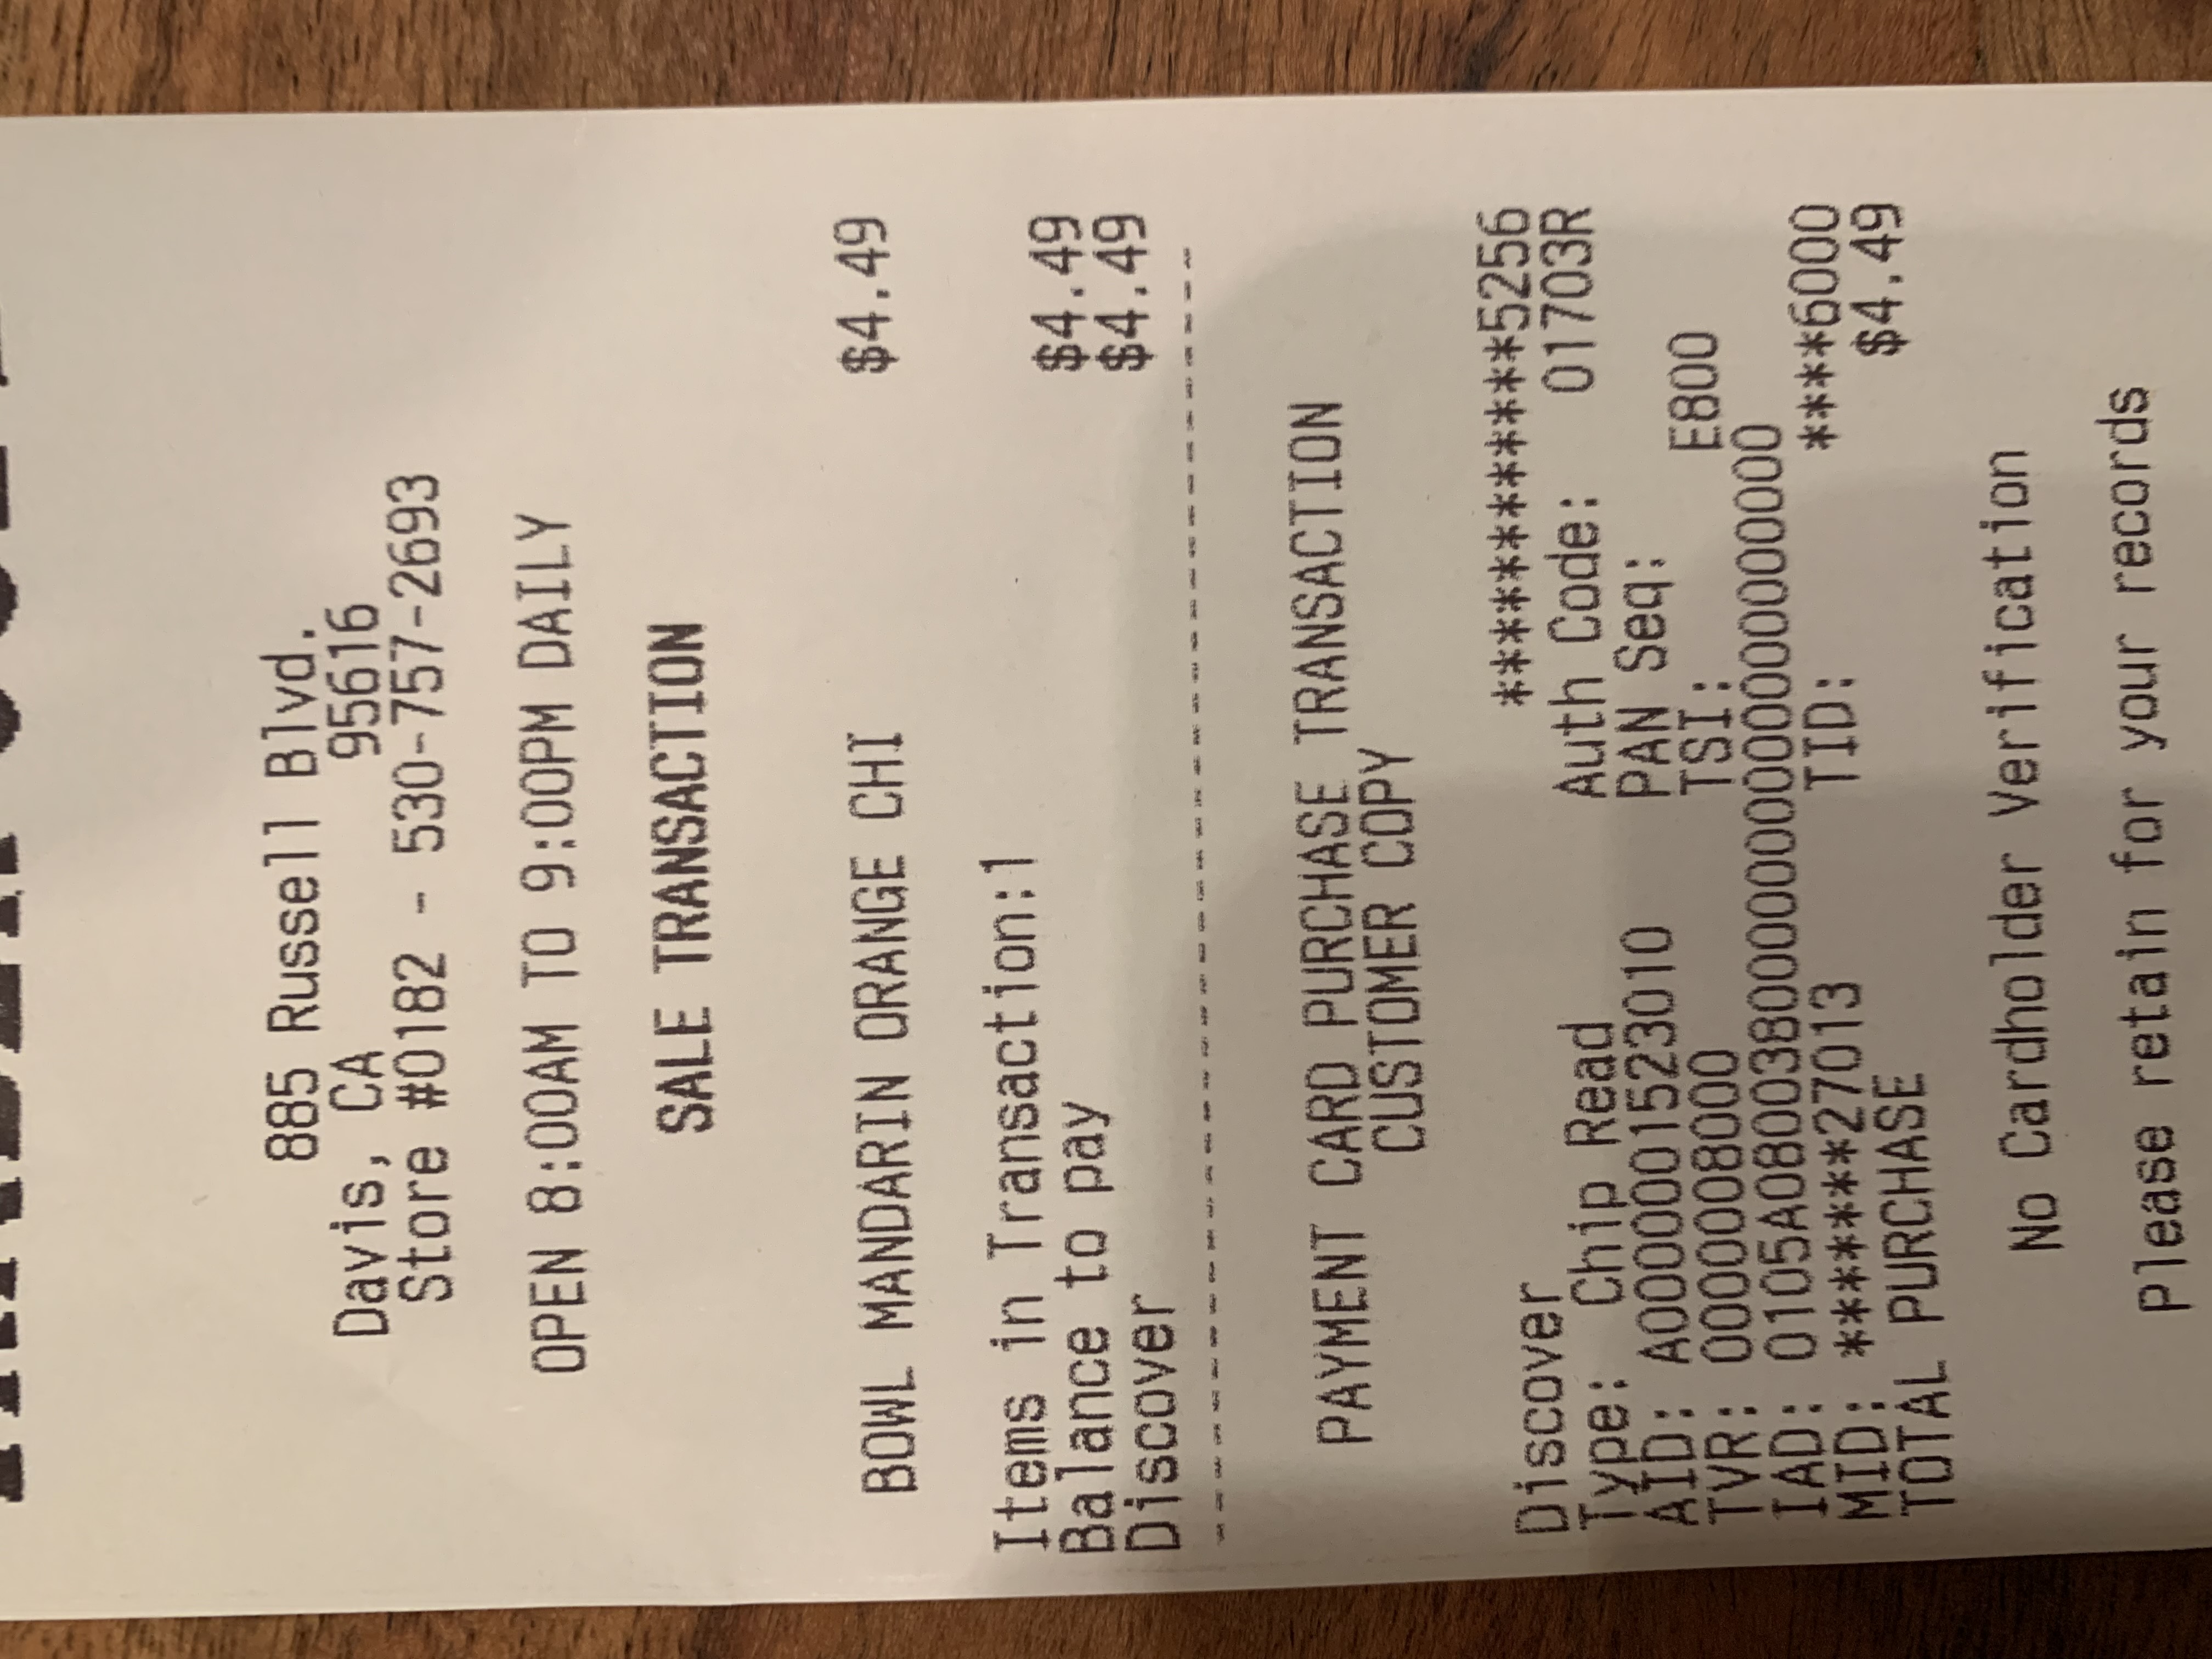 TRADER JOE'S
885 Russell Blvd.
Davis, CA 95616
Store #0182 - 530-757-2693
OPEN 8:00AM TO 9:00PM DAILY
SALE TRANSACTION
BOWL MANDARIN ORANGE CHI $4.49
Items in Transaction:1
Balance to pay $4.49
Discover $4.49
-----------------------------------------
PAYMENT CARD PURCHASE TRANSACTION
CUSTOMER COPY
Discover ************5256
Type: Chip Read Auth Code: 01703R
AID: A0000001523010 PAN Seq:
TVR: 0000008000 TSI: E800
IAD: 0105A080038000000000000000000
MID: *******27013 TID: ****6000
TOTAL PURCHASE $4.49
No Cardholder Verification
Please retain for your records